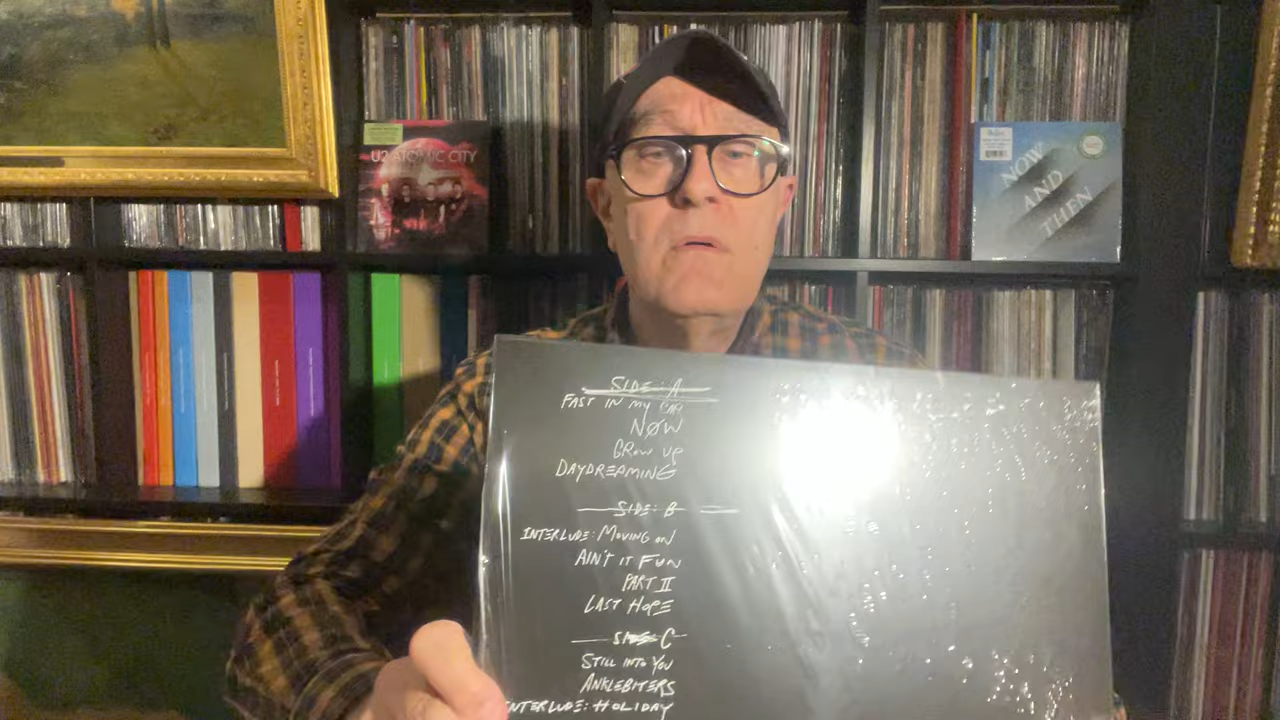 U2 ATOMIC CITY
NOW
AND
THEN
SIDE: A
FAST IN MY CAR
NØW
GROW UP
DAYDREAMING
SIDE: B
INTERLUDE: MOVING ON
AIN'T IT FUN
PART II
LAST HOPE
SIDE C
STILL INTO YOU
ANKLEBITERS
INTERLUDE: HOLIDAY